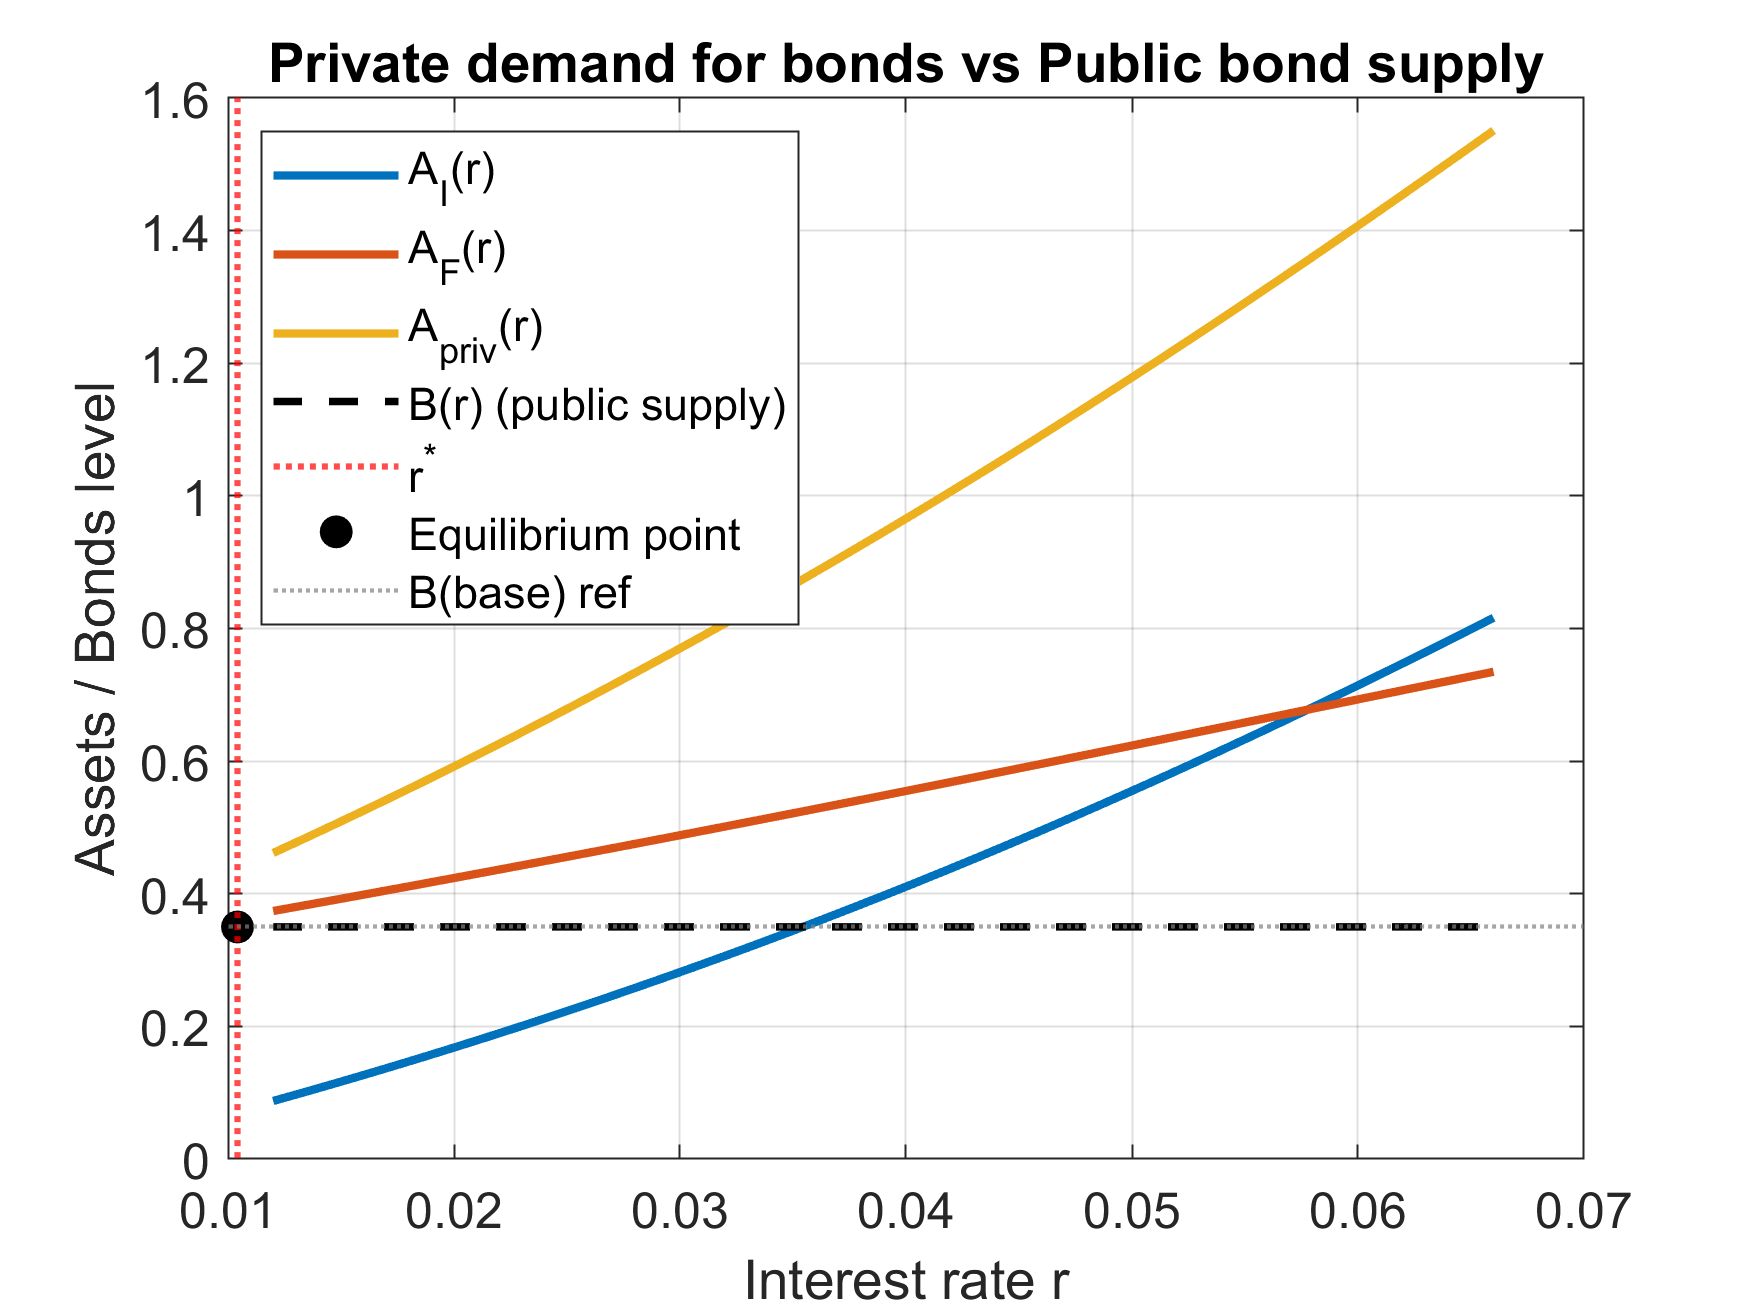 Private demand for bonds vs Public bond supply
1.6
1.4
1.2
1
0.8
0.6
0.4
0.2
0
Assets / Bonds level
A_I(r)
A_F(r)
A_priv(r)
B(r) (public supply)
r^*
Equilibrium point
B(base) ref
0.01 0.02 0.03 0.04 0.05 0.06 0.07
Interest rate r